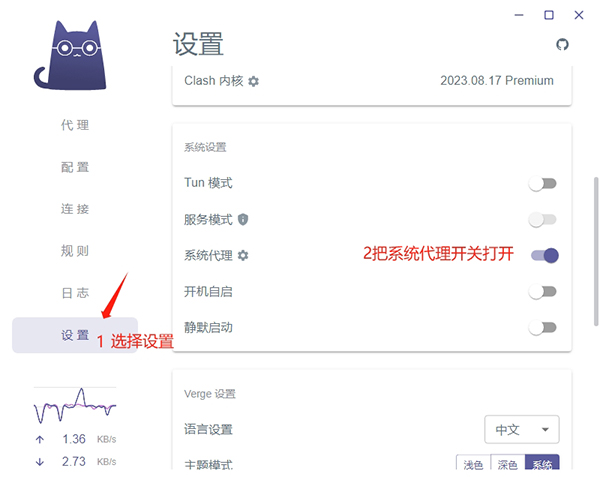 设置
Clash 内核 2023.08.17 Premium
代理
配置
连接
规则
日志
设置
1 选择设置
系统设置
Tun 模式
服务模式
系统代理 2把系统代理开关打开
开机自启
静默启动
Verge 设置
语言设置 中文
主题模式 浅色 深色 系统
1.36 KB/s
2.73 KB/s